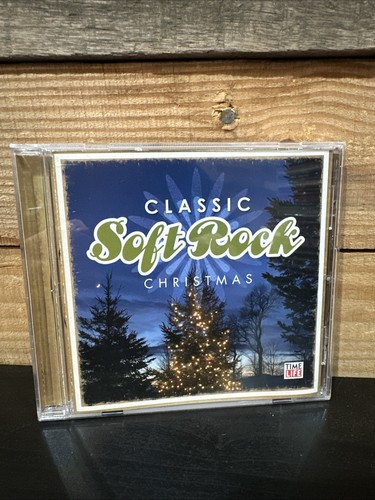 CLASSIC
Soft Rock
CHRISTMAS
TIME
LIFE